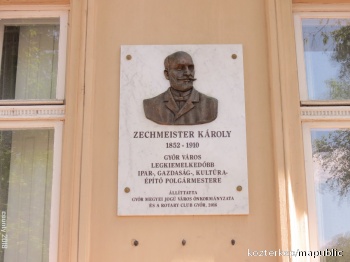 ZECHMEISTER KÁROLY
1852 - 1910
GYŐR VÁROS
LEGKIEMELKEDŐBB
IPAR-, GAZDASÁG-, KULTÚRA-
ÉPÍTŐ POLGÁRMESTERE
ÁLLÍTTATTA
GYŐR MEGYEI JOGÚ VÁROS ÖNKORMÁNYZATA
ÉS A ROTARY CLUB GYŐR,
kozterkep/mapublic